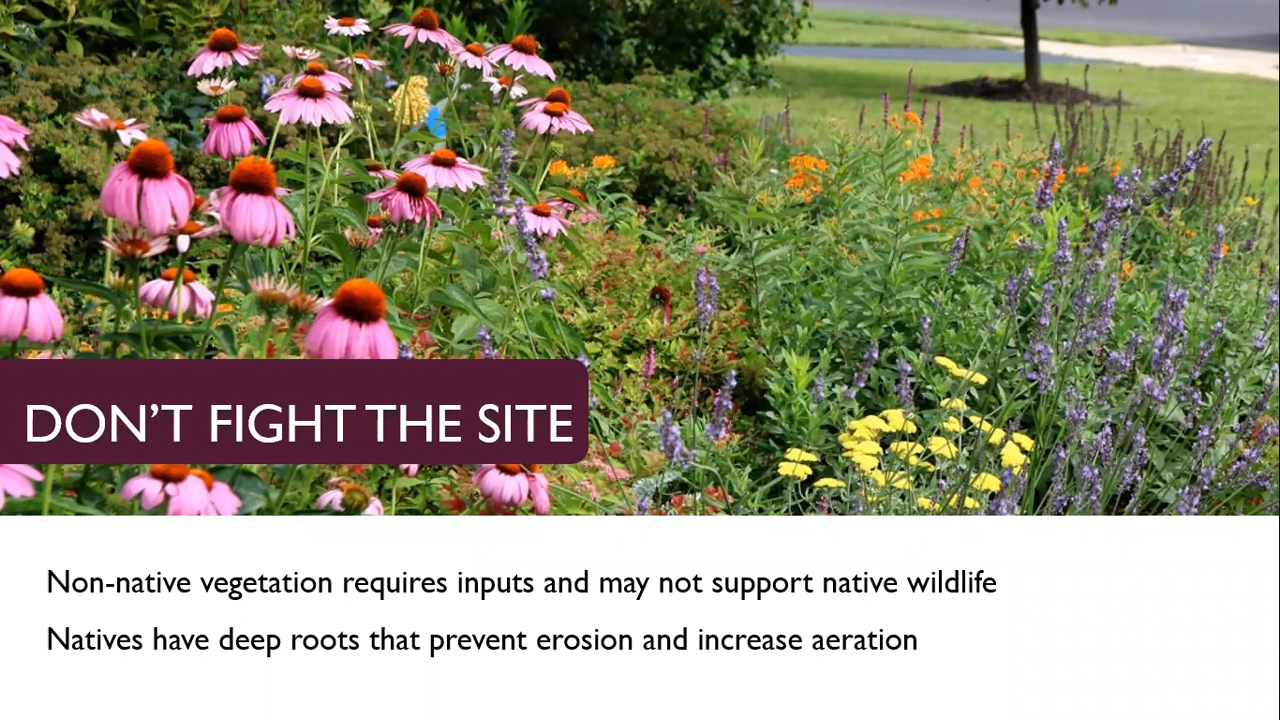 DON’T FIGHT THE SITE
Non-native vegetation requires inputs and may not support native wildlife
Natives have deep roots that prevent erosion and increase aeration